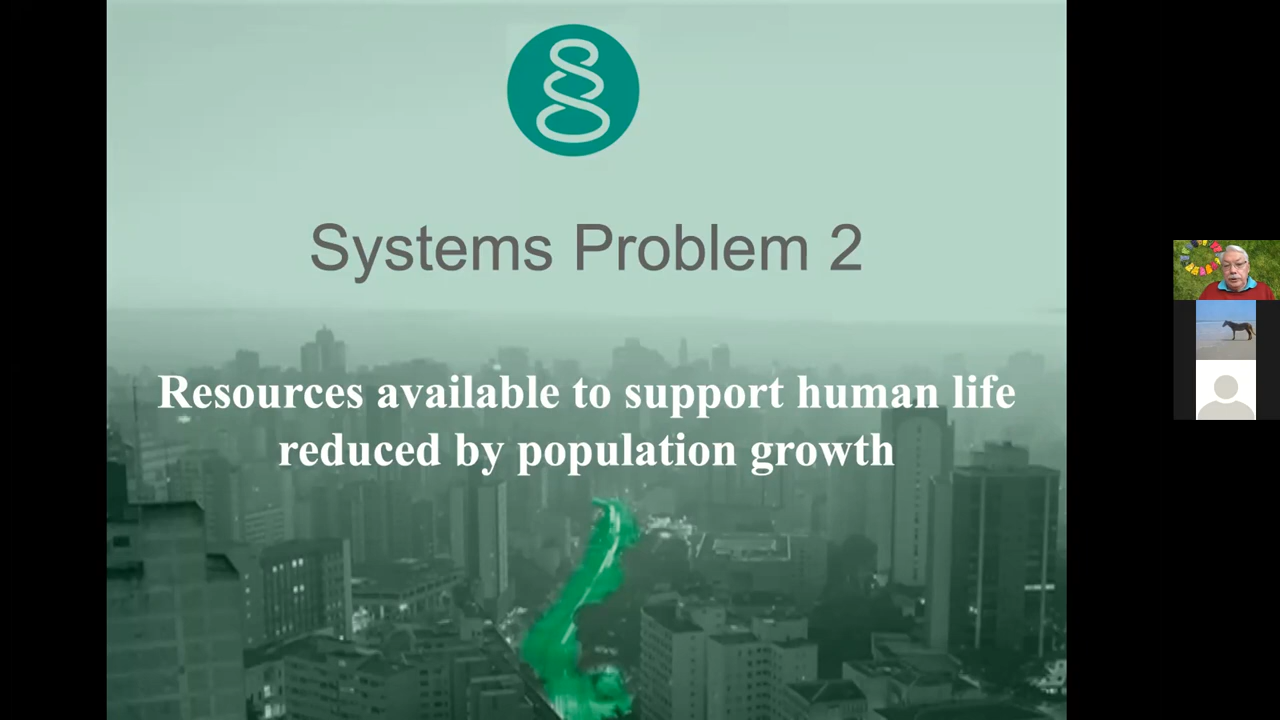 Systems Problem 2
Resources available to support human life
reduced by population growth